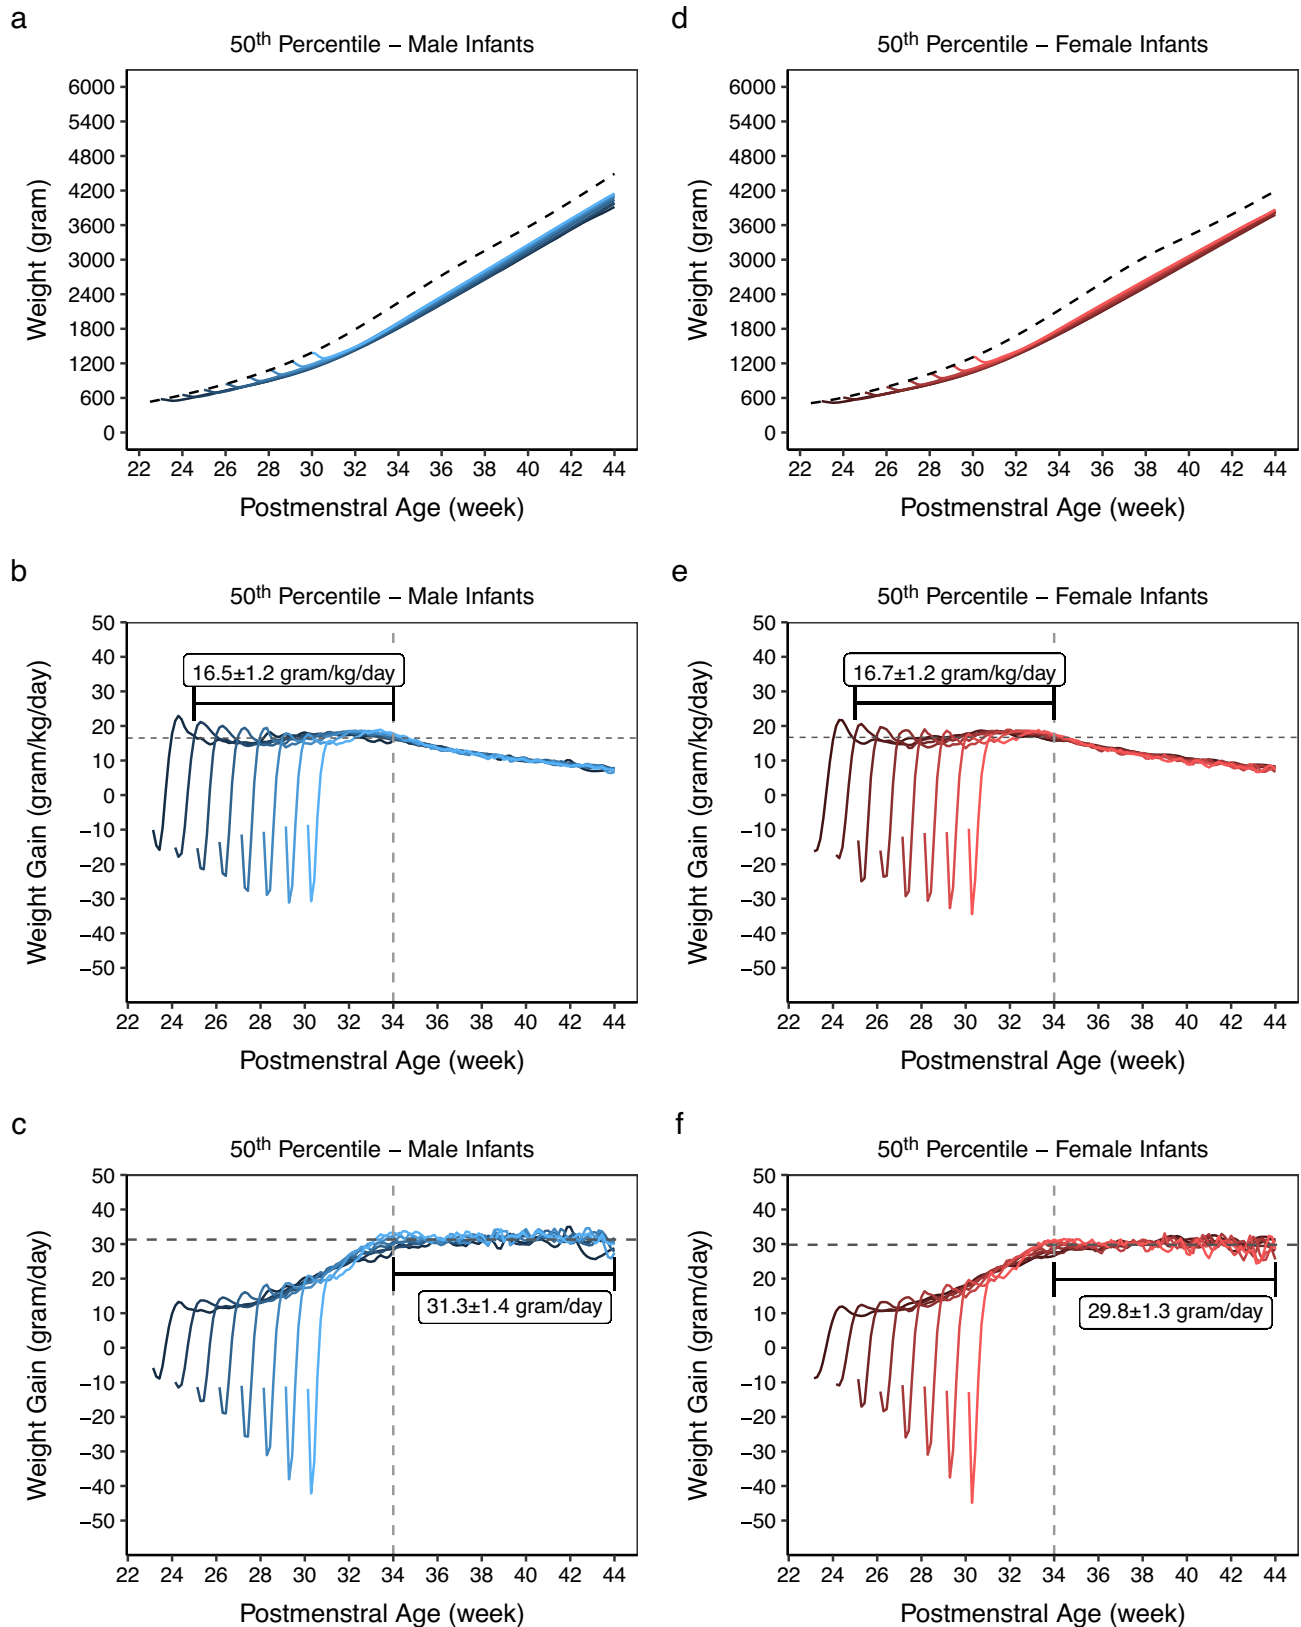 a
50th Percentile – Male Infants
Weight (gram)
6000
5400
4800
4200
3600
3000
2400
1800
1200
600
0
22 24 26 28 30 32 34 36 38 40 42 44
Postmenstral Age (week)
d
50th Percentile – Female Infants
Weight (gram)
6000
5400
4800
4200
3600
3000
2400
1800
1200
600
0
22 24 26 28 30 32 34 36 38 40 42 44
Postmenstral Age (week)
b
50th Percentile – Male Infants
Weight Gain (gram/kg/day)
50
40
30
20
10
0
−10
−20
−30
−40
−50
16.5±1.2 gram/kg/day
22 24 26 28 30 32 34 36 38 40 42 44
Postmenstral Age (week)
e
50th Percentile – Female Infants
Weight Gain (gram/kg/day)
50
40
30
20
10
0
−10
−20
−30
−40
−50
16.7±1.2 gram/kg/day
22 24 26 28 30 32 34 36 38 40 42 44
Postmenstral Age (week)
c
50th Percentile – Male Infants
Weight Gain (gram/day)
50
40
30
20
10
0
−10
−20
−30
−40
−50
31.3±1.4 gram/day
22 24 26 28 30 32 34 36 38 40 42 44
Postmenstral Age (week)
f
50th Percentile – Female Infants
Weight Gain (gram/day)
50
40
30
20
10
0
−10
−20
−30
−40
−50
29.8±1.3 gram/day
22 24 26 28 30 32 34 36 38 40 42 44
Postmenstral Age (week)